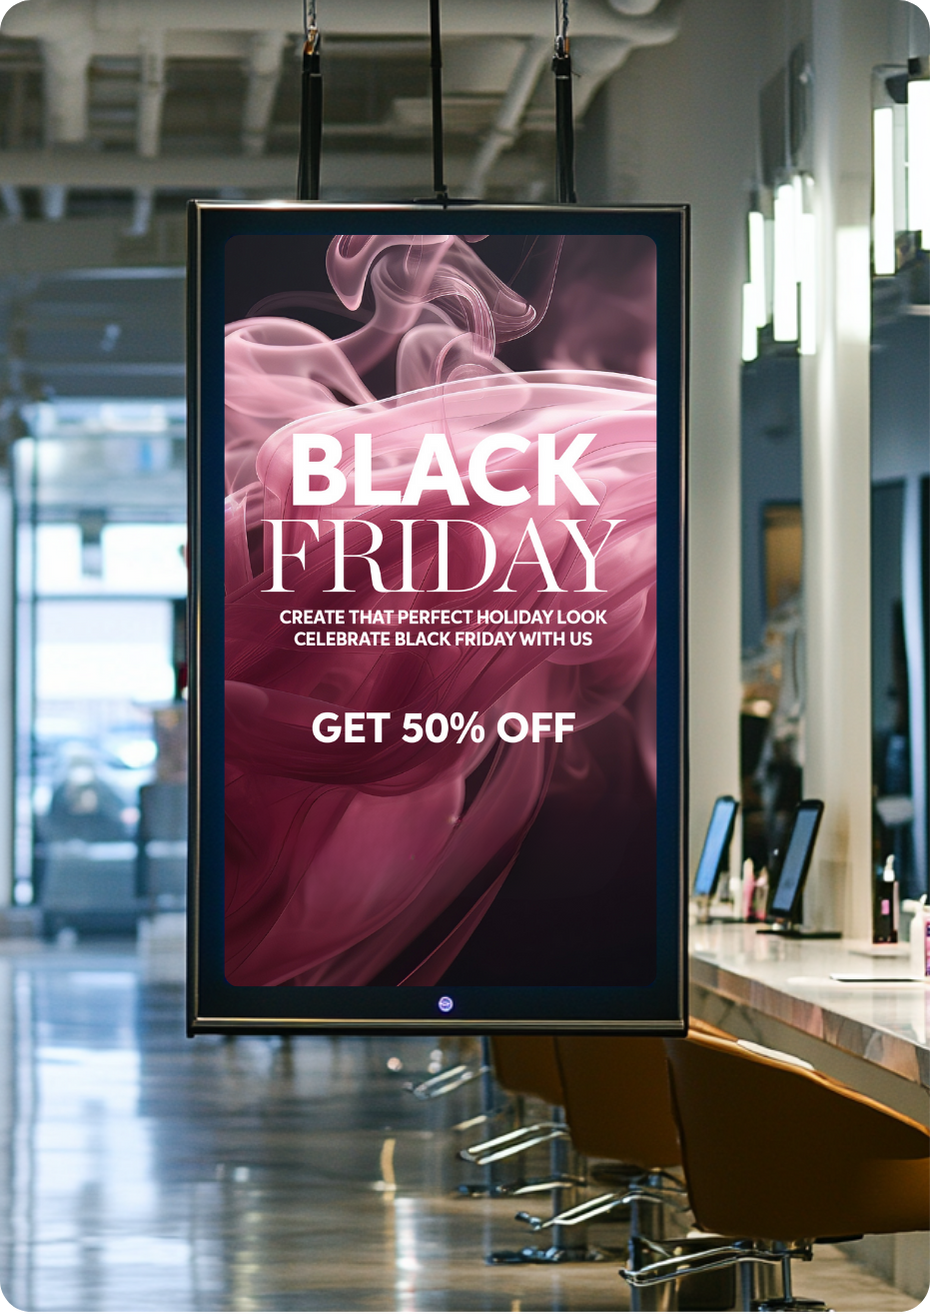 BLACK
FRIDAY
CREATE THAT PERFECT HOLIDAY LOOK
CELEBRATE BLACK FRIDAY WITH US
GET 50% OFF